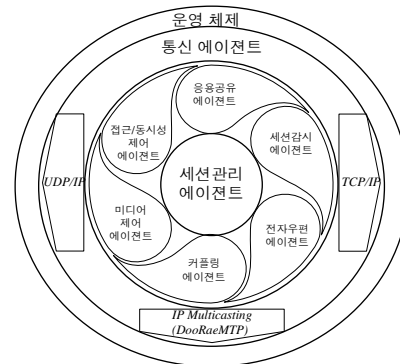 운영 체제
통신 에이젼트
응용공유
에이젼트
접근/동시성
제어
에이젼트
세션감시
에이젼트
세션관리
에이젼트
UDP/IP
TCP/IP
미디어
제어
에이젼트
전자우편
에이젼트
커플링
에이젼트
IP Multicasting
(DooRaeMTP)